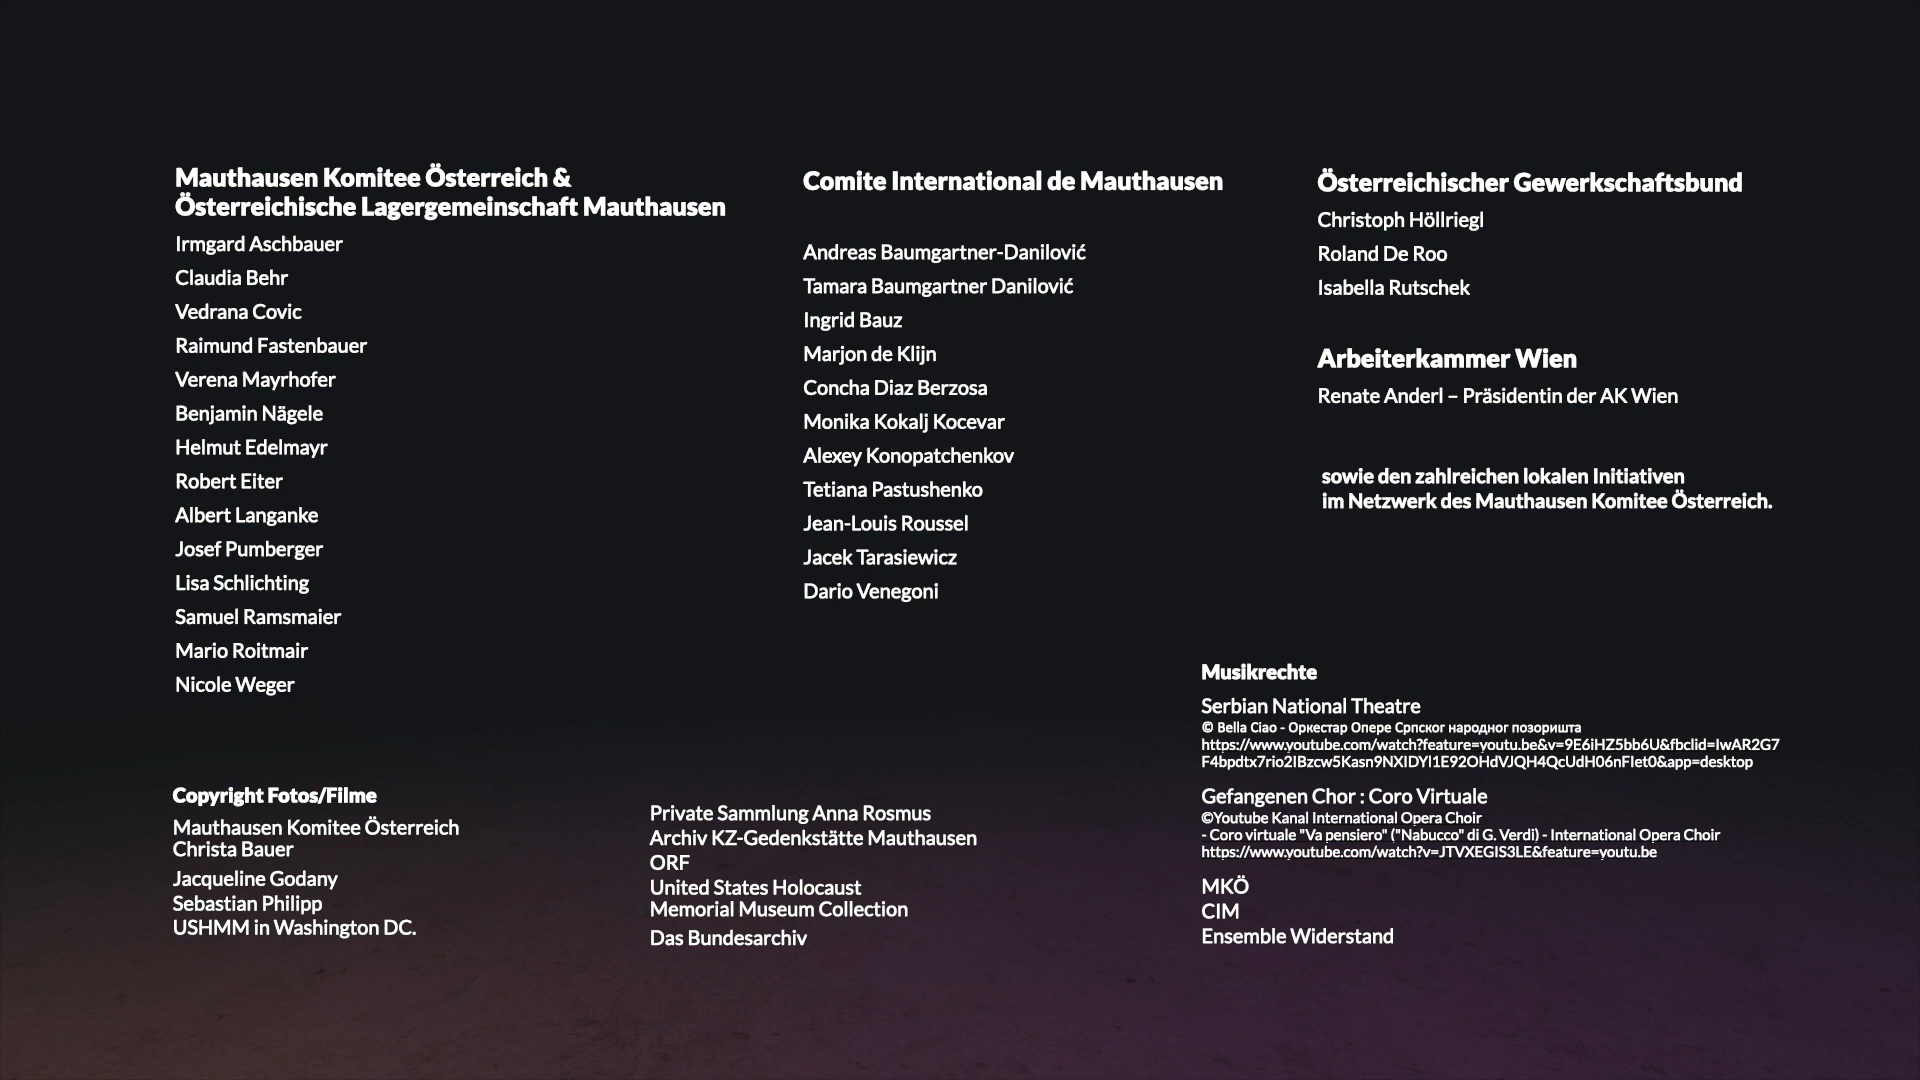 Mauthausen Komitee Österreich &
Österreichische Lagergemeinschaft Mauthausen
Irmgard Aschbauer
Claudia Behr
Vedrana Covic
Raimund Fastenbauer
Verena Mayrhofer
Benjamin Nägele
Helmut Edelmayr
Robert Eiter
Albert Langanke
Josef Pumberger
Lisa Schlichting
Samuel Ramsmaier
Mario Roitmair
Nicole Weger
Comite International de Mauthausen
Andreas Baumgartner-Danilović
Tamara Baumgartner Danilović
Ingrid Bauz
Marjon de Klijn
Concha Diaz Berzosa
Monika Kokalj Kocevar
Alexey Konopatchenkov
Tetiana Pastushenko
Jean-Louis Roussel
Jacek Tarasiewicz
Dario Venegoni
Österreichischer Gewerkschaftsbund
Christoph Höllriegl
Roland De Roo
Isabella Rutschek
Arbeiterkammer Wien
Renate Anderl – Präsidentin der AK Wien
sowie den zahlreichen lokalen Initiativen
im Netzwerk des Mauthausen Komitee Österreich.
Copyright Fotos/Filme
Mauthausen Komitee Österreich
Christa Bauer
Jacqueline Godany
Sebastian Philipp
USHMM in Washington DC.
Private Sammlung Anna Rosmus
Archiv KZ-Gedenkstätte Mauthausen
ORF
United States Holocaust
Memorial Museum Collection
Das Bundesarchiv
Musikrechte
Serbian National Theatre
© Bella Ciao - Оркестар Опере Српског народног позоришта
https://www.youtube.com/watch?feature=youtu.be&v=9E6iHZ5bb6U&fbclid=IwAR2G7
F4bpdtx7rio2IBzcw5Kasn9NXIDYI1E92OHdVJQH4QcUdH06nFIet0&app=desktop
Gefangenen Chor : Coro Virtuale
©Youtube Kanal International Opera Choir
- Coro virtuale "Va pensiero" ("Nabucco" di G. Verdi) - International Opera Choir
https://www.youtube.com/watch?v=JTVXEGIS3LE&feature=youtu.be
MKÖ
CIM
Ensemble Widerstand